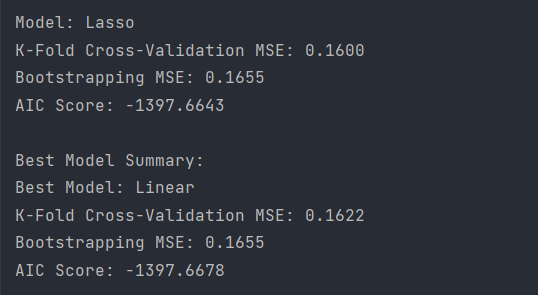 Model: Lasso
K-Fold Cross-Validation MSE: 0.1600
Bootstrapping MSE: 0.1655
AIC Score: -1397.6643
Best Model Summary:
Best Model: Linear
K-Fold Cross-Validation MSE: 0.1622
Bootstrapping MSE: 0.1655
AIC Score: -1397.6678